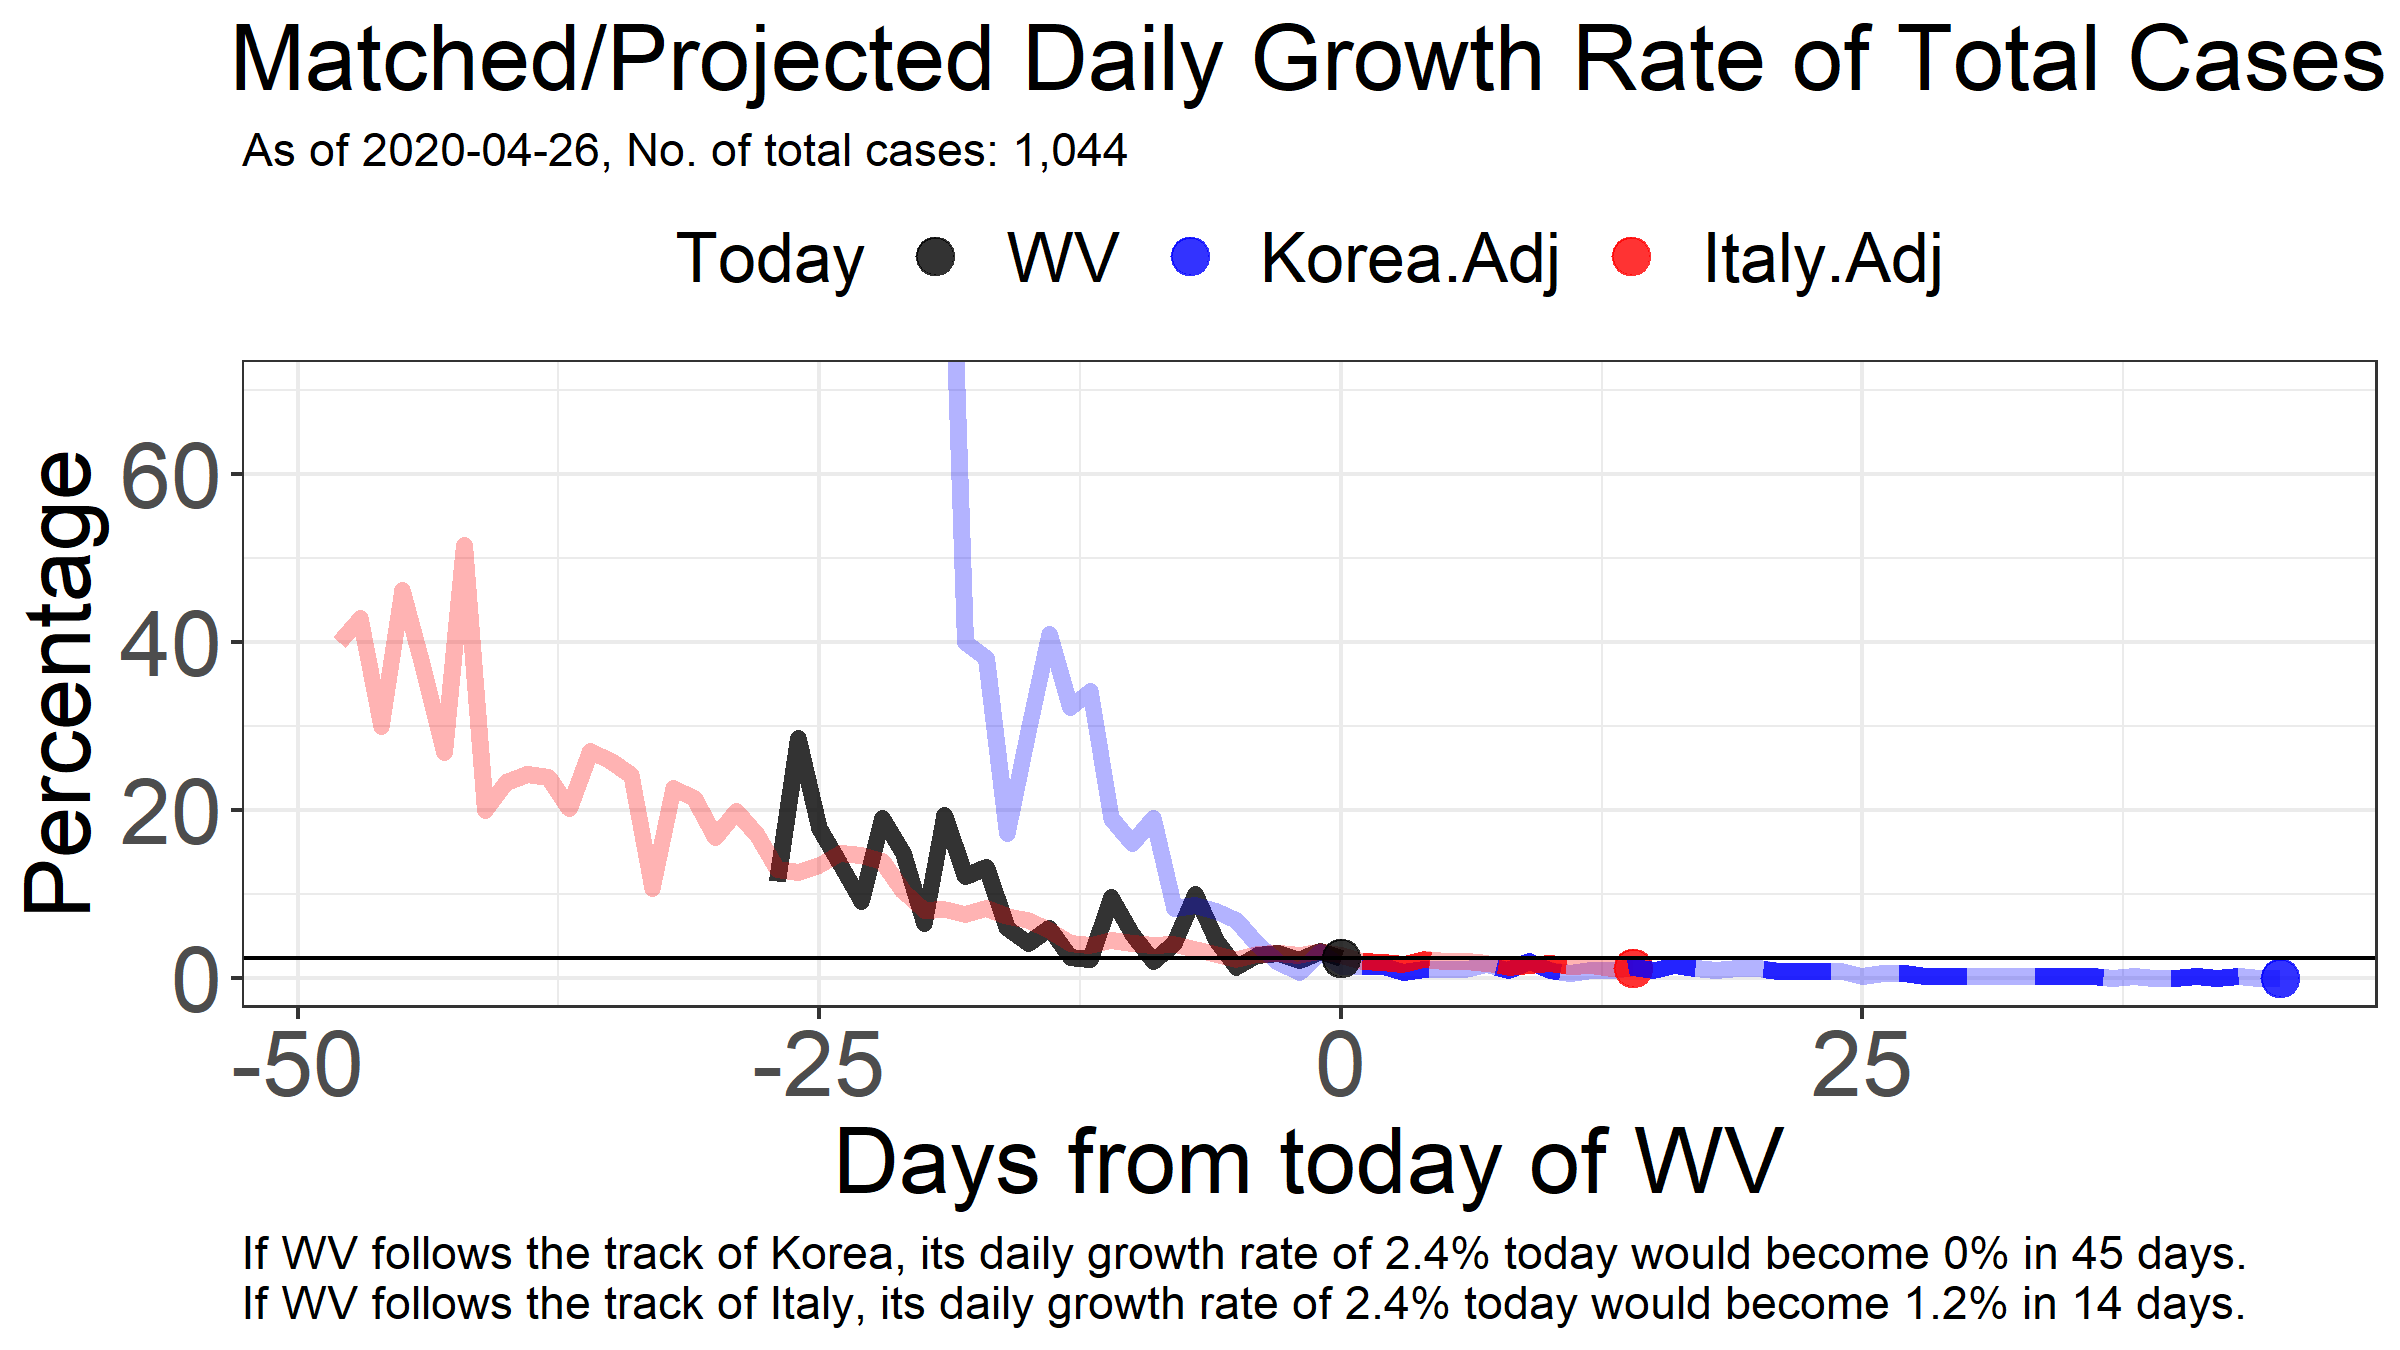 Matched/Projected Daily Growth Rate of Total Cases
As of 2020-04-26, No. of total cases: 1,044
Today WV Korea.Adj Italy.Adj
Percentage
60
40
20
0
-50 -25 0 25
Days from today of WV
If WV follows the track of Korea, its daily growth rate of 2.4% today would become 0% in 45 days.
If WV follows the track of Italy, its daily growth rate of 2.4% today would become 1.2% in 14 days.